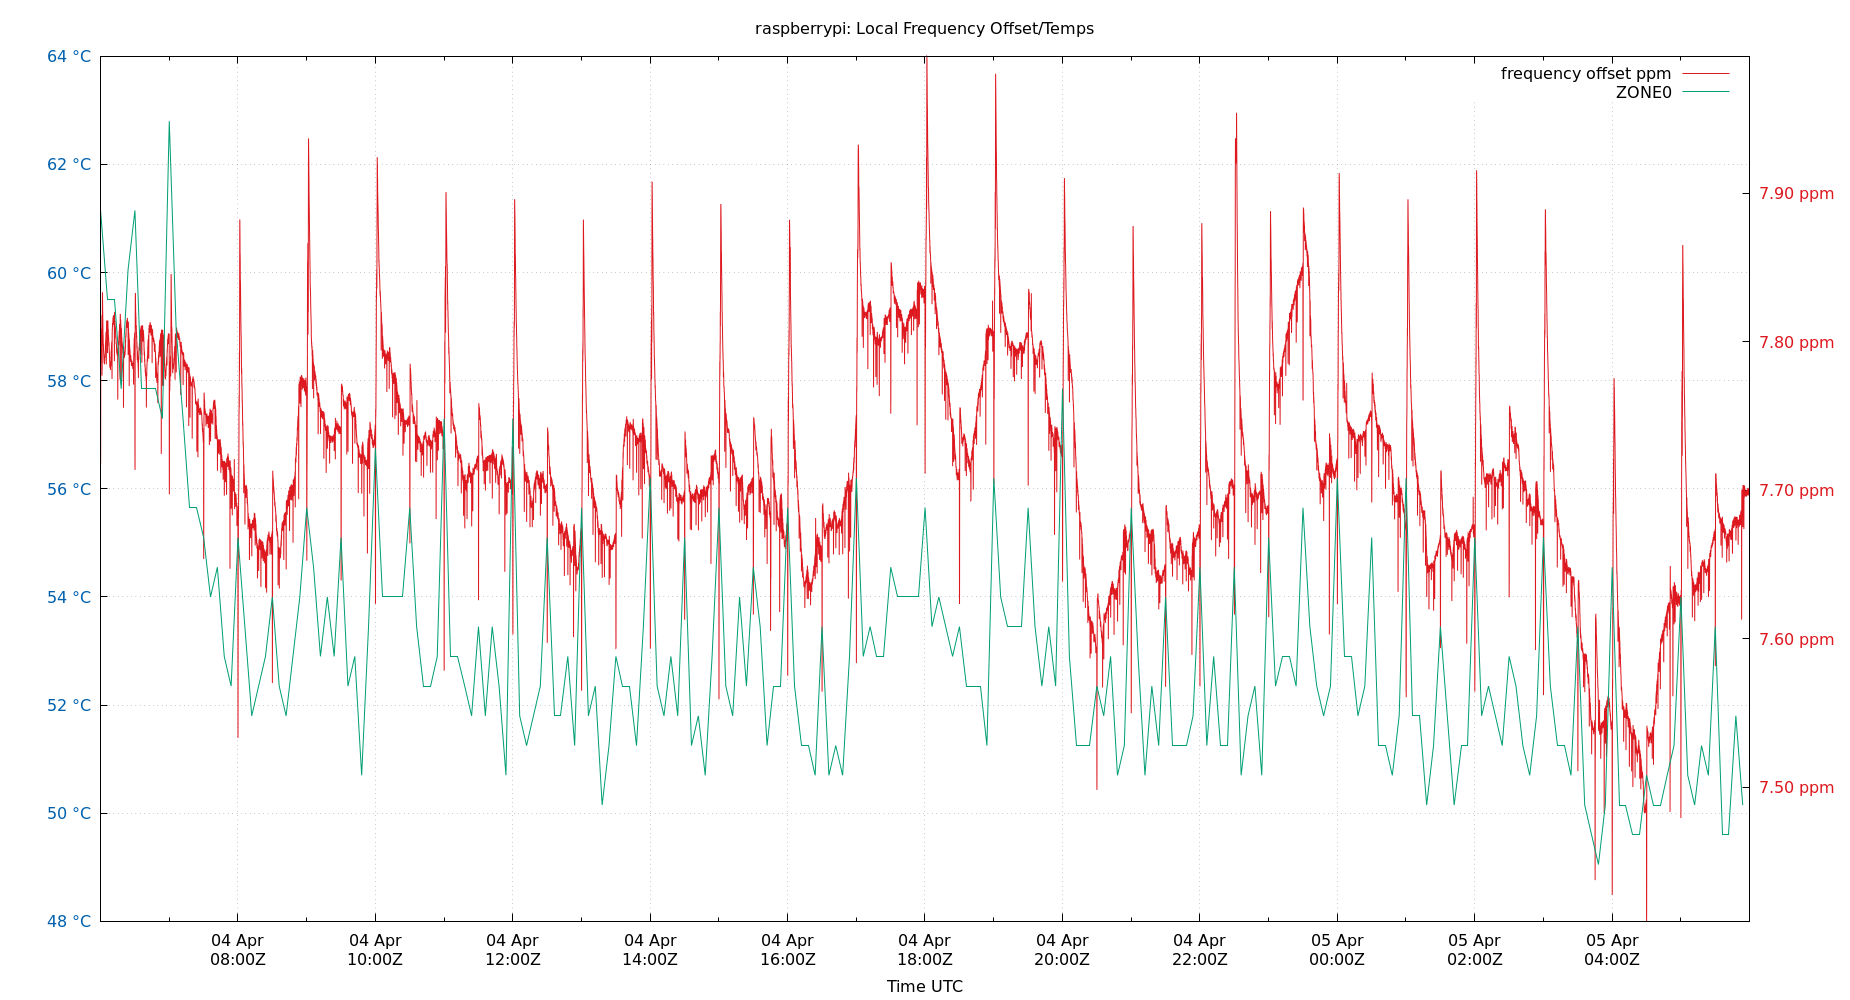 raspberrypi: Local Frequency Offset/Temps
frequency offset ppm
ZONE0
64 °C
62 °C
60 °C
58 °C
56 °C
54 °C
52 °C
50 °C
48 °C
7.90 ppm
7.80 ppm
7.70 ppm
7.60 ppm
7.50 ppm
04 Apr 04 Apr 04 Apr 04 Apr 04 Apr 04 Apr 04 Apr 04 Apr 05 Apr 05 Apr 05 Apr
08:00Z 10:00Z 12:00Z 14:00Z 16:00Z 18:00Z 20:00Z 22:00Z 00:00Z 02:00Z 04:00Z
Time UTC